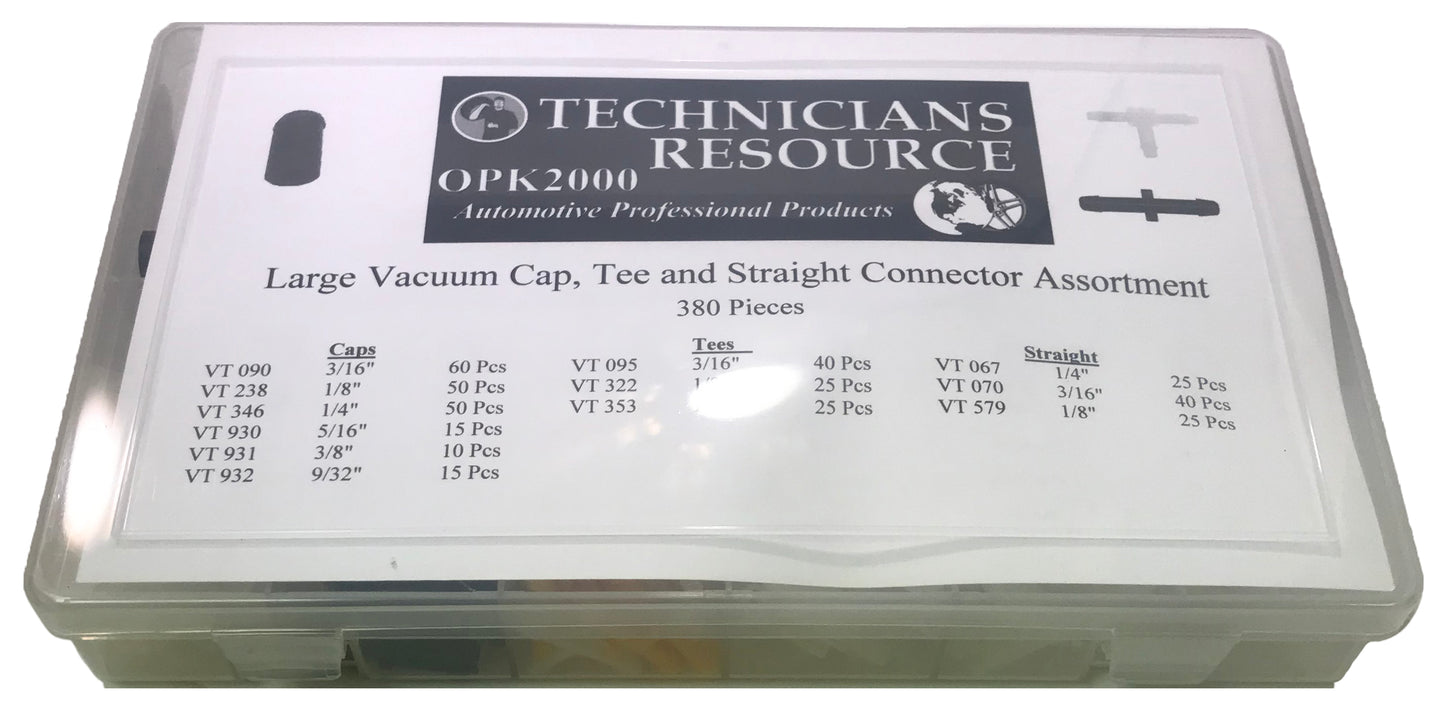 TECHNICIANS
RESOURCE
OPK2000
Automotive Professional Products
Large Vacuum Cap, Tee and Straight Connector Assortment
380 Pieces
Caps
VT 090 3/16" 60 Pcs
VT 238 1/8" 50 Pcs
VT 346 1/4" 50 Pcs
VT 930 5/16" 15 Pcs
VT 931 3/8" 10 Pcs
VT 932 9/32" 15 Pcs
Tees
VT 095 3/16" 40 Pcs
VT 322 25 Pcs
VT 353 25 Pcs
Straight
VT 067 1/4" 25 Pcs
VT 070 3/16" 40 Pcs
VT 579 1/8" 25 Pcs